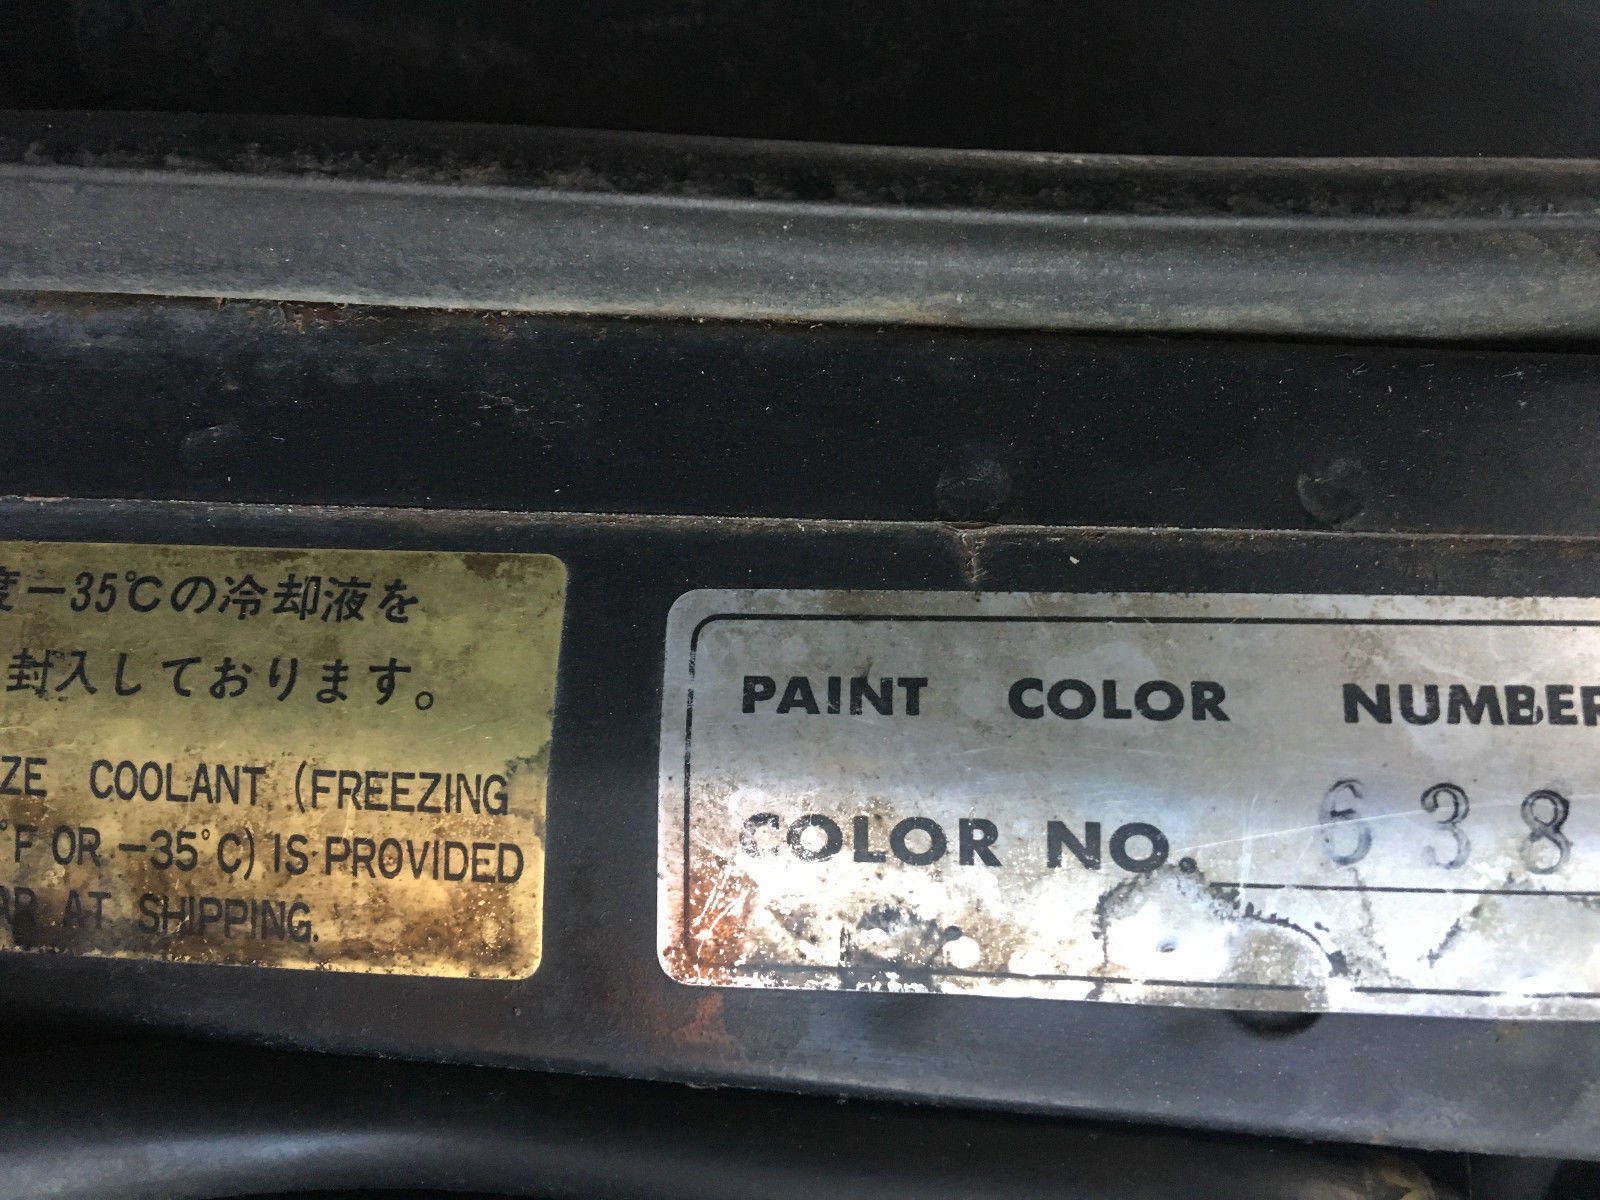 度-35℃の冷却液を
封入しております。
ZE COOLANT (FREEZING
°F OR -35°C) IS PROVIDED
AT SHIPPING.
PAINT COLOR NUMBER
COLOR NO. 638